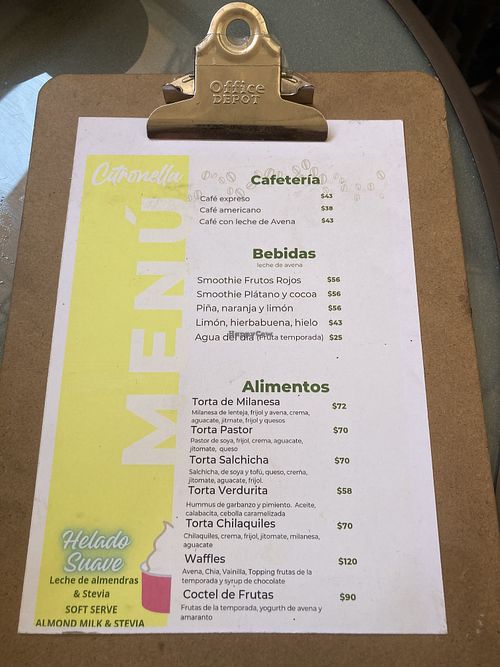 Office
DEPOT
Citronella
MENÚ
Cafetería
Café expreso $43
Café americano $38
Café con leche de Avena $43
Bebidas
leche de avena
Smoothie Frutos Rojos $56
Smoothie Plátano y cocoa $56
Piña, naranja y limón $56
Limón, hierbabuena, hielo $43
Agua del día (Fruta temporada) $25
HappyCow
Alimentos
Torta de Milanesa $72
Milanesa de lenteja, frijol y avena, crema,
aguacate, jitmate, frijol y quesos
Torta Pastor $70
Pastor de soya, frijol, crema, aguacate,
jitomate, queso
Torta Salchicha $70
Salchicha, de soya y tofú, queso, crema,
jitomate, aguacate, frijol.
Torta Verdurita $58
Hummus de garbanzo y pimiento. Aceite,
calabacita, cebolla caramelizada
Torta Chilaquiles $70
Chilaquiles, crema, frijol, jitomate, milanesa,
aguacate
Waffles $120
Avena, Chia, Vainilla, Topping frutas de la
temporada y syrup de chocolate
Coctel de Frutas $90
Frutas de la temporada, yogurth de avena y
amaranto
Helado
Suave
Leche de almendras
& Stevia
SOFT SERVE
ALMOND MILK & STEVIA